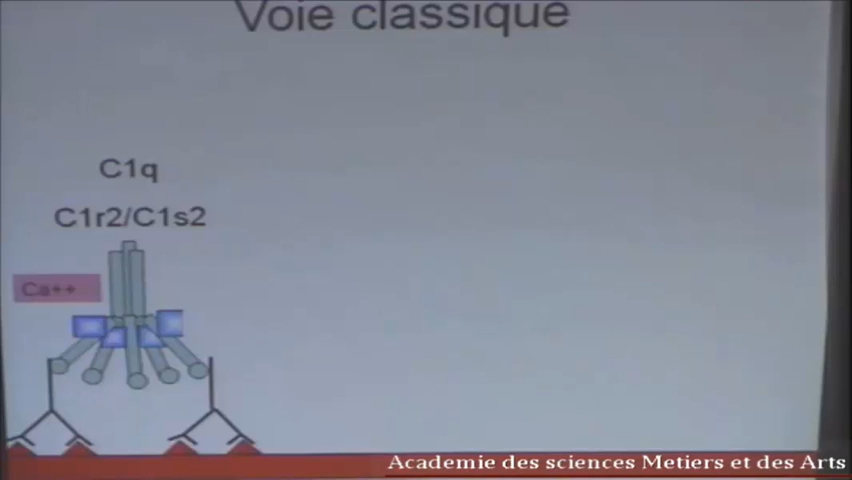 Voie classique
C1q
C1r2/C1s2
Ca++
Academie des sciences Metiers et des Arts